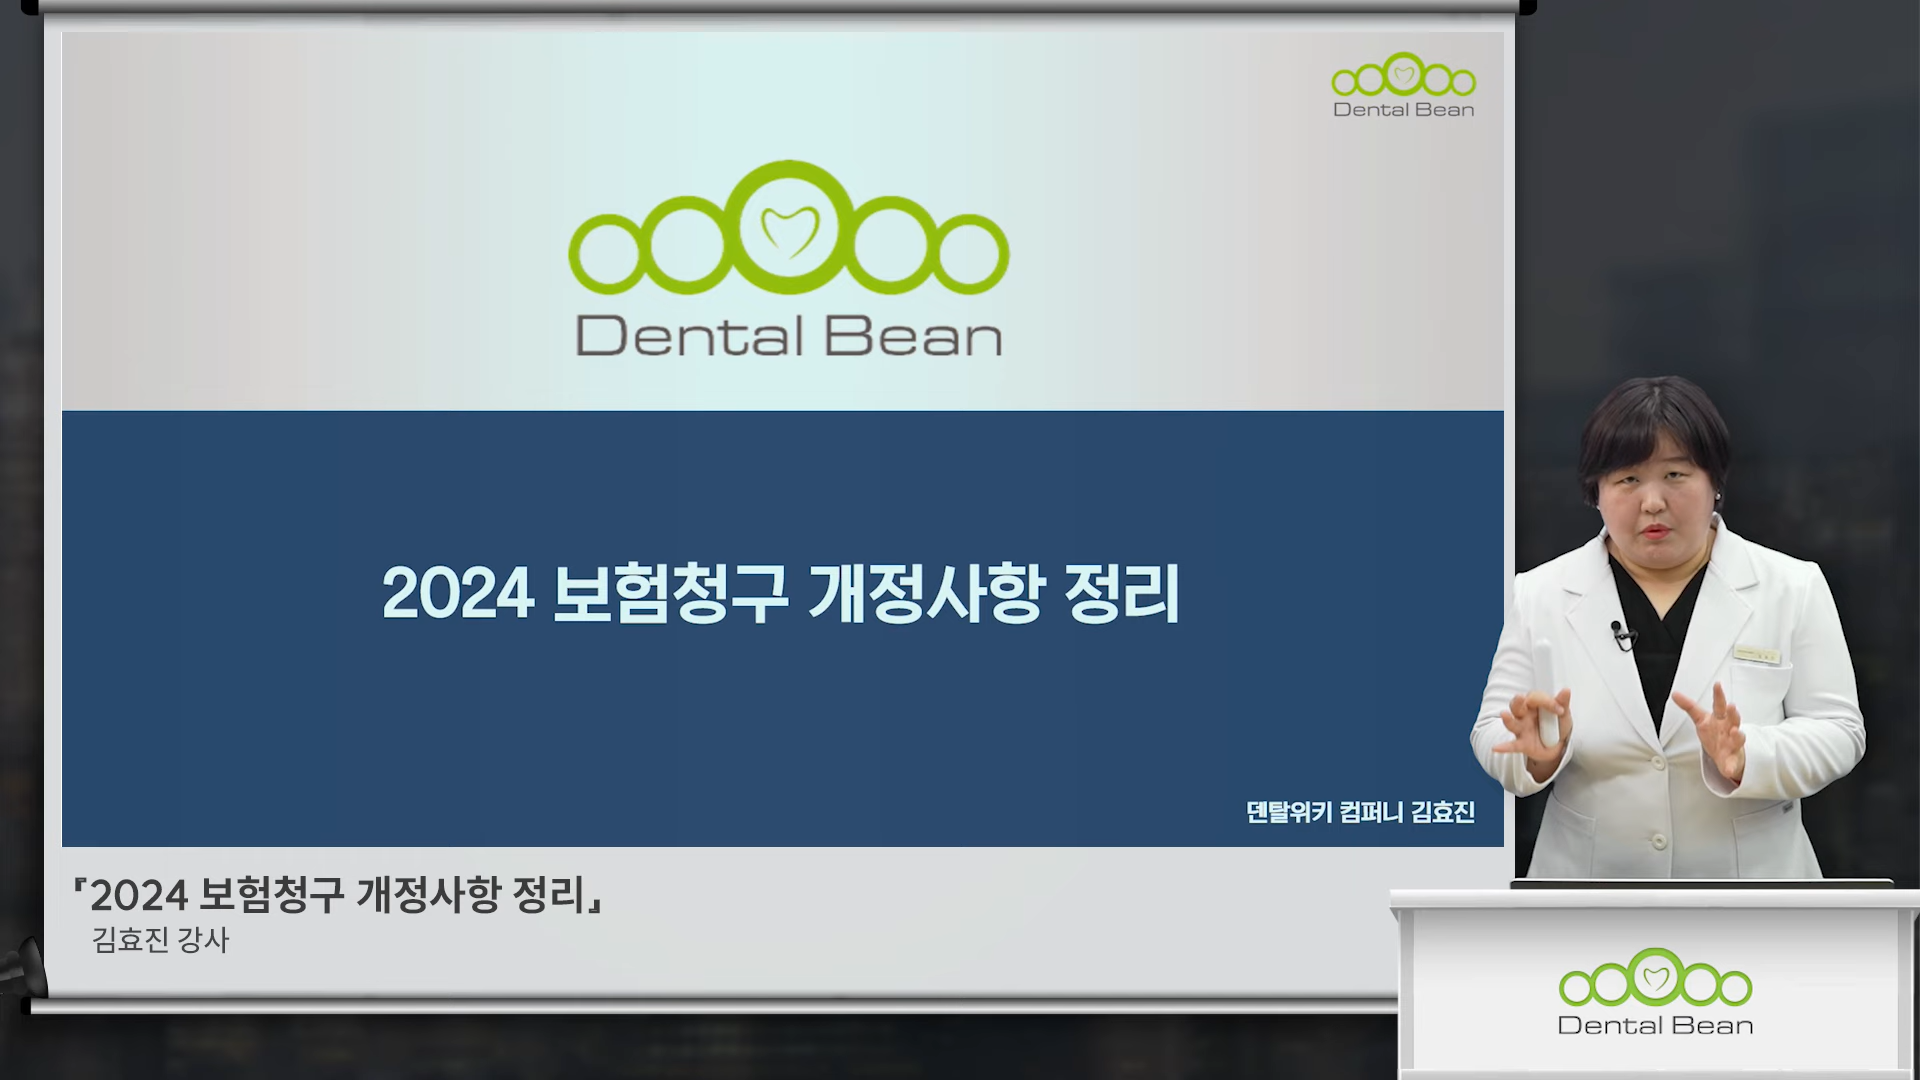 Dental Bean
Dental Bean
2024 보험청구 개정사항 정리
덴탈위키 컴퍼니 김효진
『2024 보험청구 개정사항 정리』
김효진 강사
Dental Bean